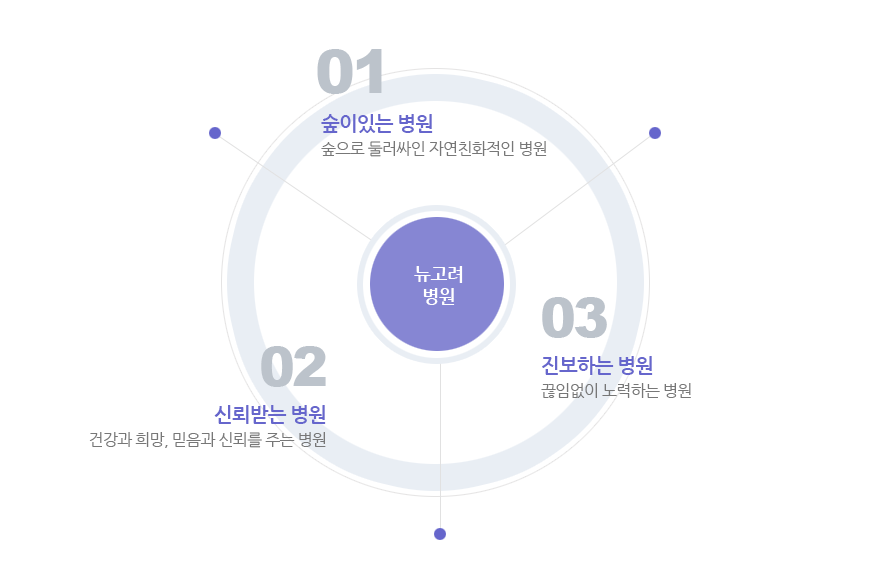 01
숲이있는 병원
숲으로 둘러싸인 자연친화적인 병원
뉴고려
병원
02
신뢰받는 병원
건강과 희망, 믿음과 신뢰를 주는 병원
03
진보하는 병원
끊임없이 노력하는 병원